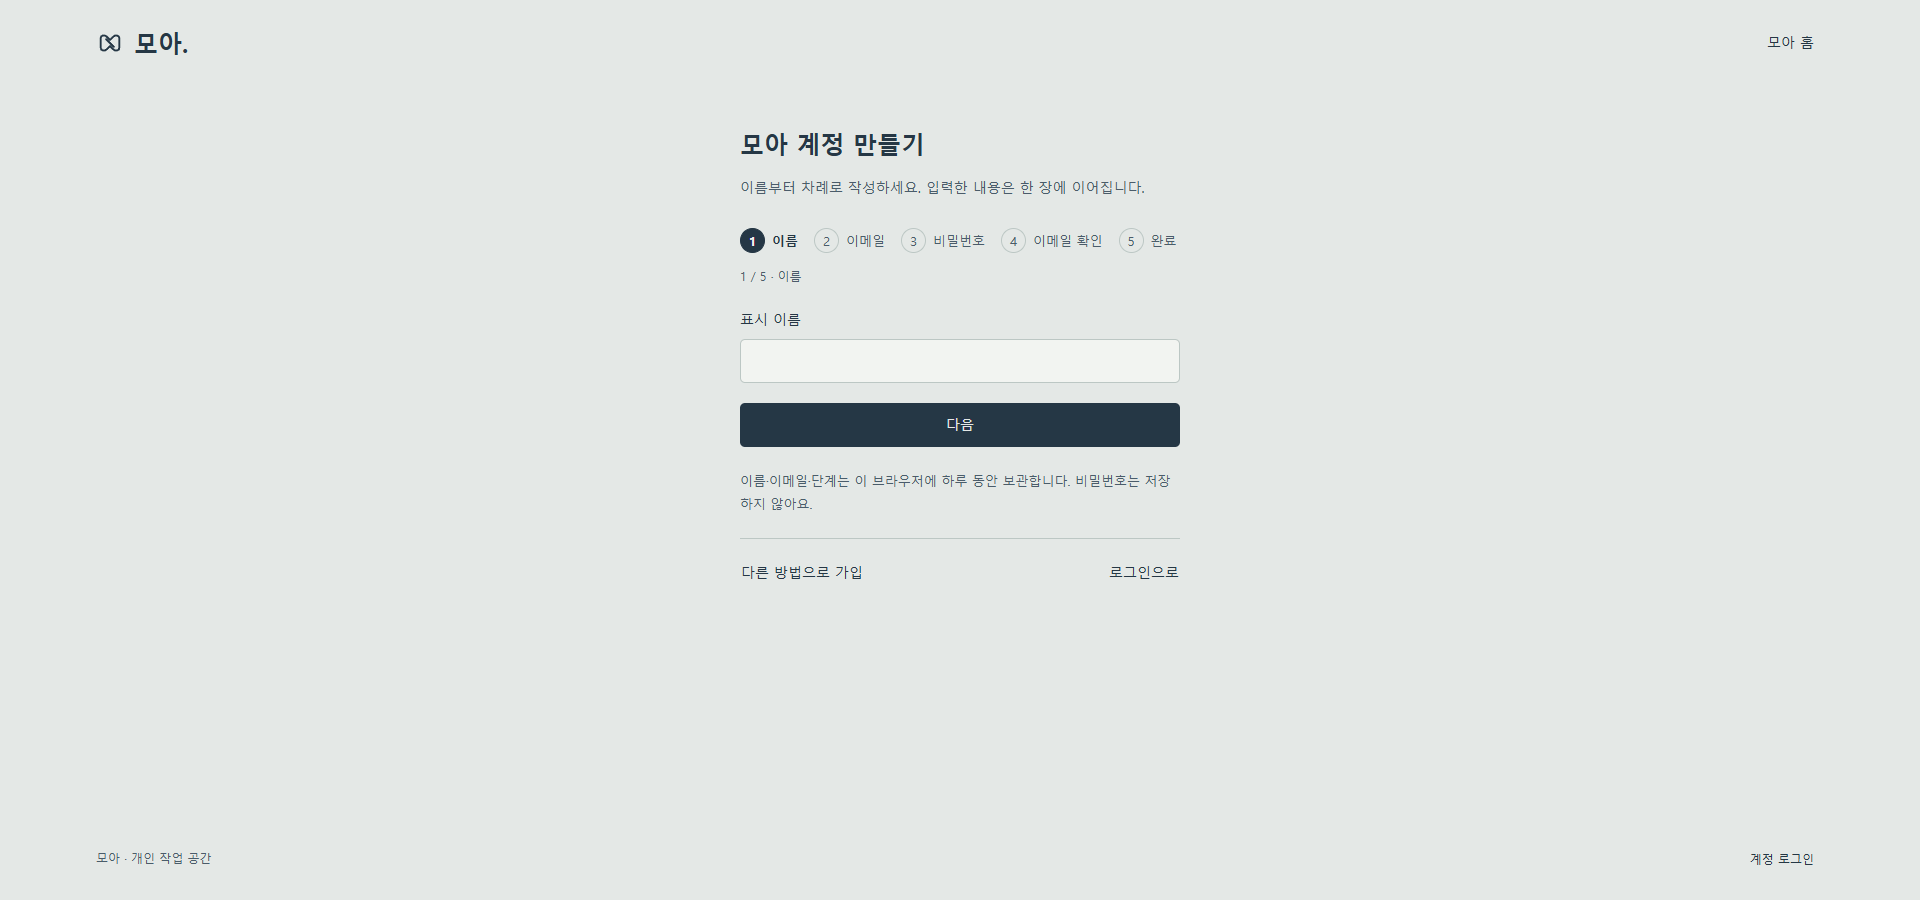 모아.
모아 홈
모아 계정 만들기
이름부터 차례로 작성하세요. 입력한 내용은 한 장에 이어집니다.
1 이름 2 이메일 3 비밀번호 4 이메일 확인 5 완료
1 / 5 · 이름
표시 이름
다음
이름·이메일·단계는 이 브라우저에 하루 동안 보관합니다. 비밀번호는 저장
하지 않아요.
다른 방법으로 가입 로그인으로
모아 · 개인 작업 공간
계정 로그인